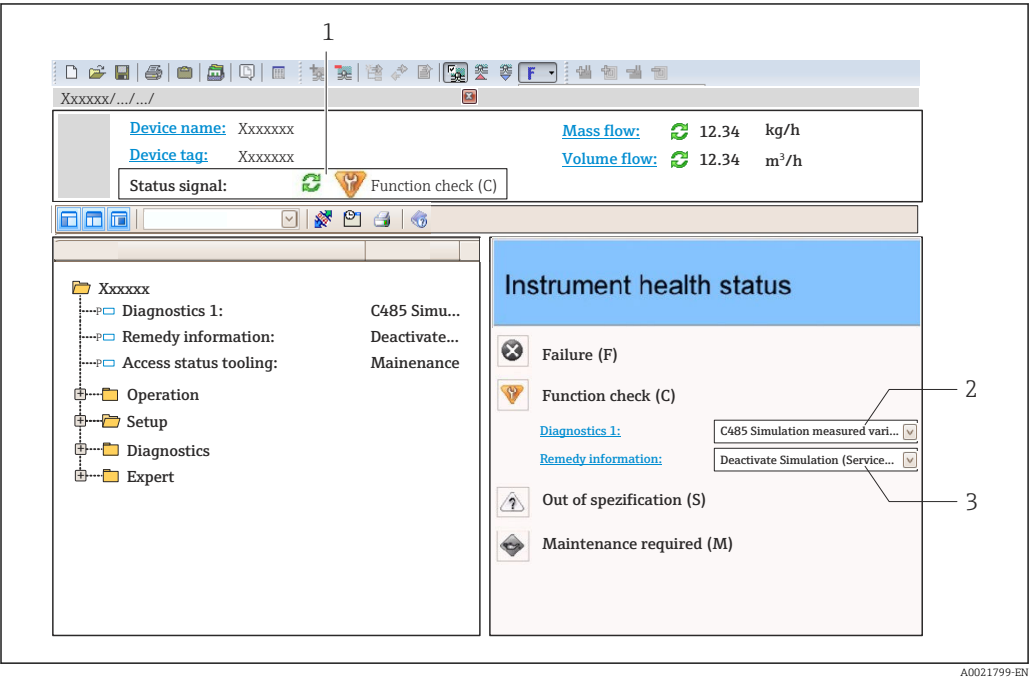 1
F
Xxxxxx/.../.../
Device name: Xxxxxxx
Mass flow: 12.34 kg/h
Device tag: Xxxxxxx
Volume flow: 12.34 m³/h
Status signal: Function check (C)
Xxxxxx
Diagnostics 1: C485 Simu...
Remedy information: Deactivate...
Access status tooling: Mainenance
Operation
Setup
Diagnostics
Expert
Instrument health status
Failure (F)
Function check (C)
2
Diagnostics 1: C485 Simulation measured vari...
Remedy information: Deactivate Simulation (Service...
Out of spezification (S)
3
Maintenance required (M)
A0021799-EN